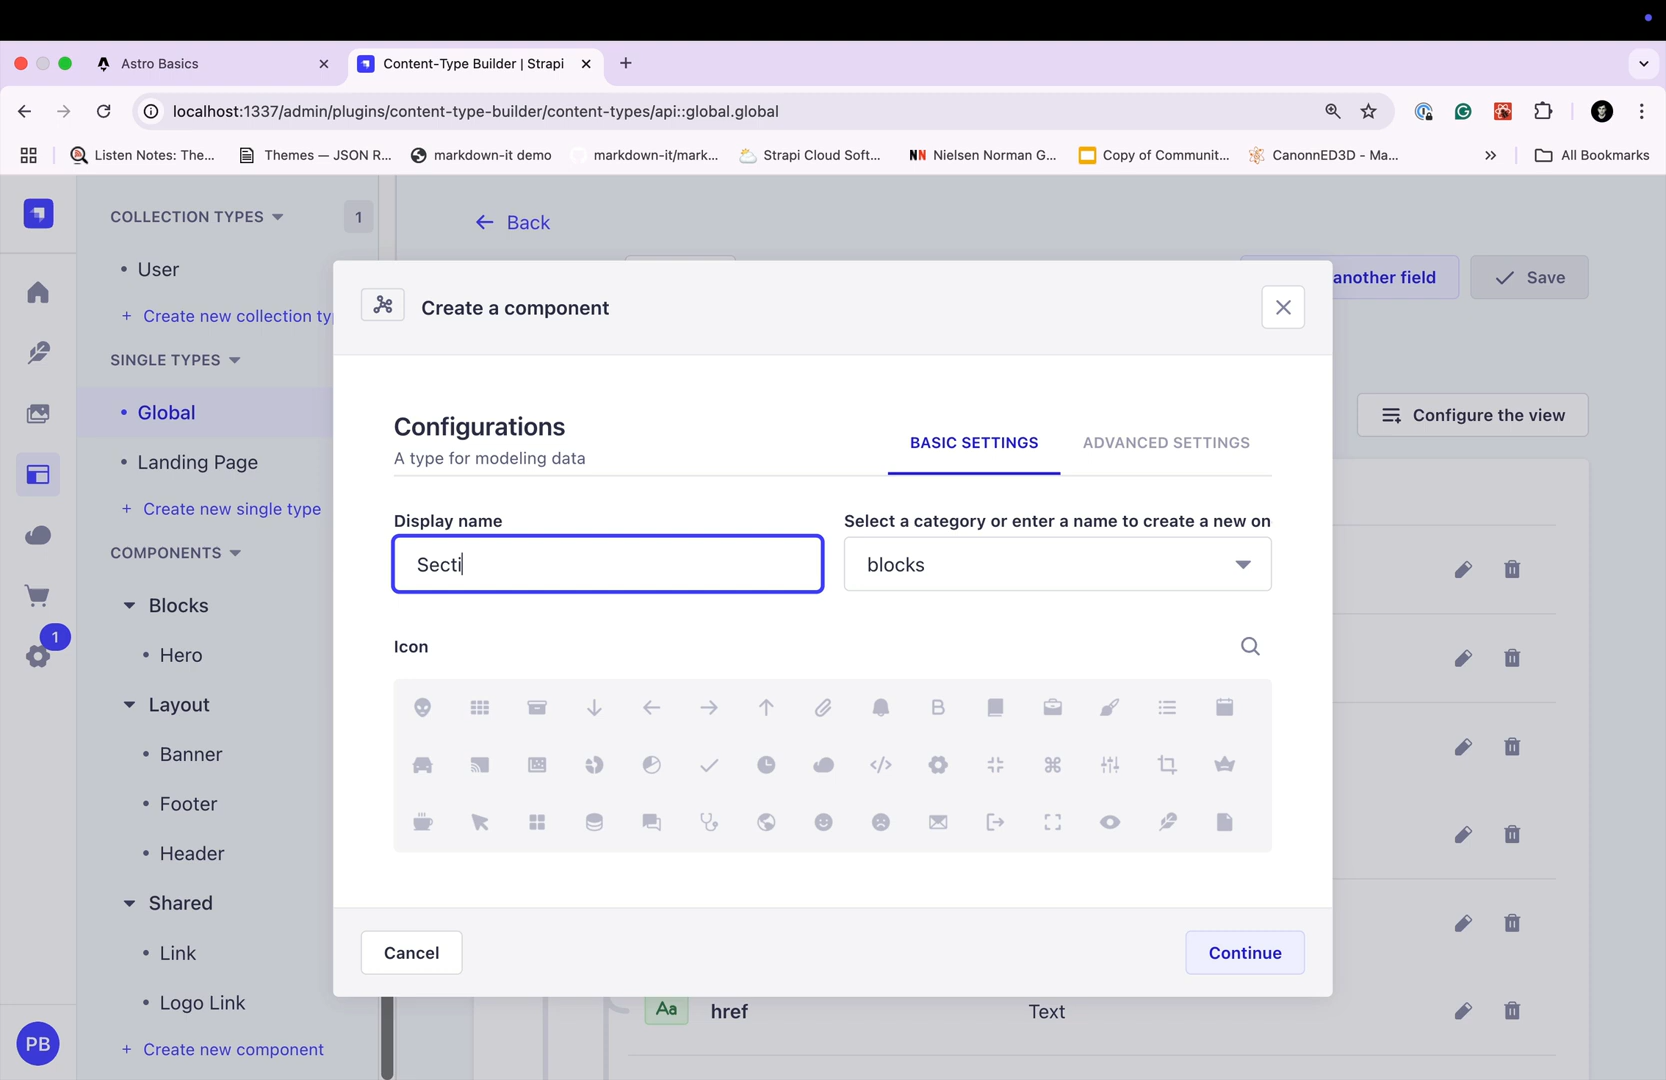 Astro Basics
Content-Type Builder | Strapi
localhost:1337/admin/plugins/content-type-builder/content-types/api::global.global
Listen Notes: The...
Themes — JSON R...
markdown-it demo
markdown-it/mark...
Strapi Cloud Soft...
Nielsen Norman G...
Copy of Communit...
CanonnED3D - Ma...
All Bookmarks
COLLECTION TYPES
1
User
+ Create new collection ty
SINGLE TYPES
Global
Landing Page
+ Create new single type
COMPONENTS
Blocks
Hero
Layout
Banner
Footer
Header
Shared
Link
Logo Link
+ Create new component
1
PB
Back
another field
Save
Configure the view
Create a component
Configurations
A type for modeling data
BASIC SETTINGS
ADVANCED SETTINGS
Display name
Secti
Select a category or enter a name to create a new on
blocks
Icon
Cancel
Continue
Aa
href
Text